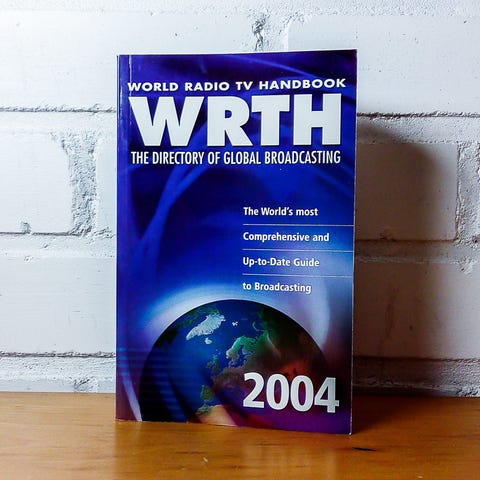 WORLD RADIO TV HANDBOOK
WRTH
THE DIRECTORY OF GLOBAL BROADCASTING
The World's most
Comprehensive and
Up-to-Date Guide
to Broadcasting
2004